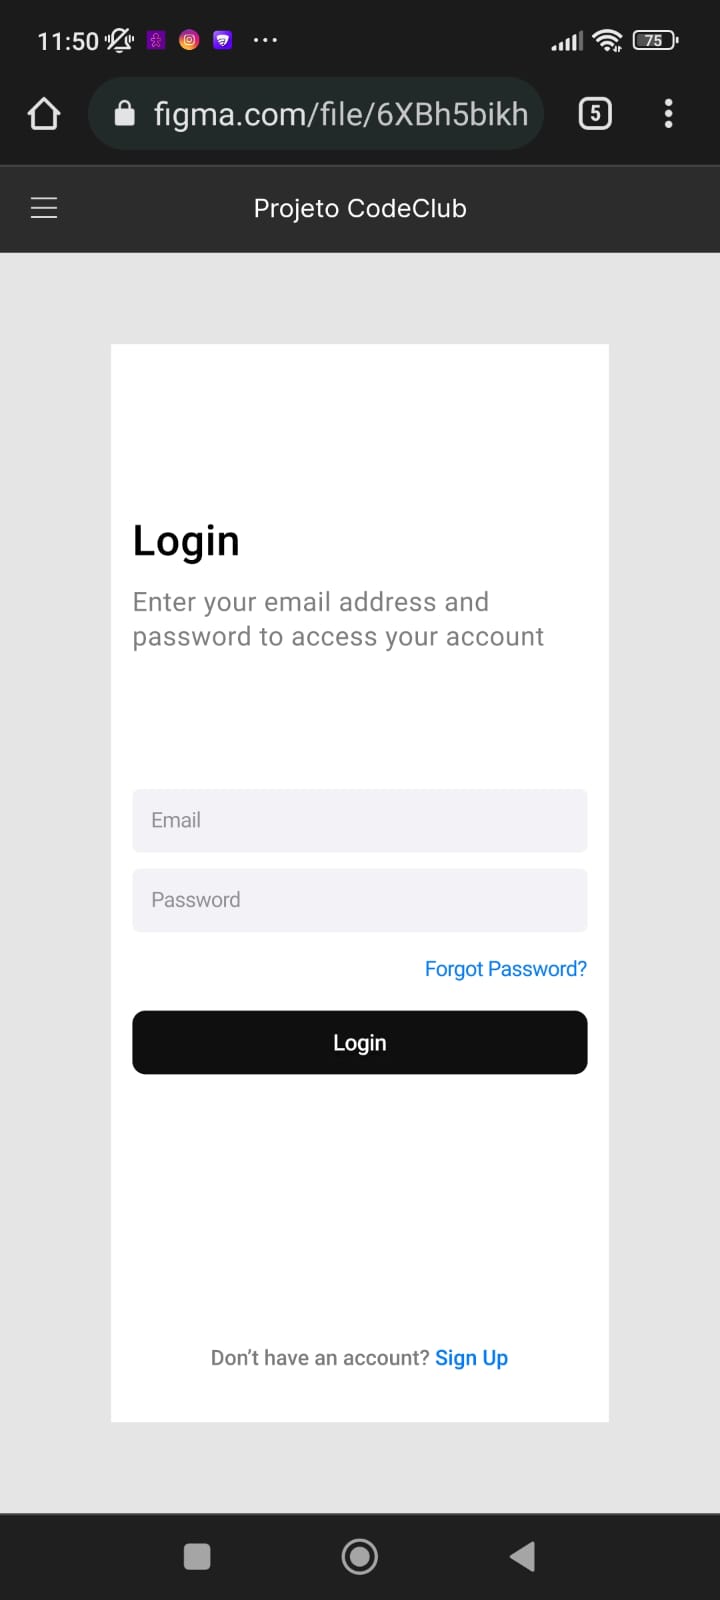 11:50
75
figma.com/file/6XBh5bikh
5
Projeto CodeClub
Login
Enter your email address and
password to access your account
Email
Password
Forgot Password?
Login
Don't have an account? Sign Up